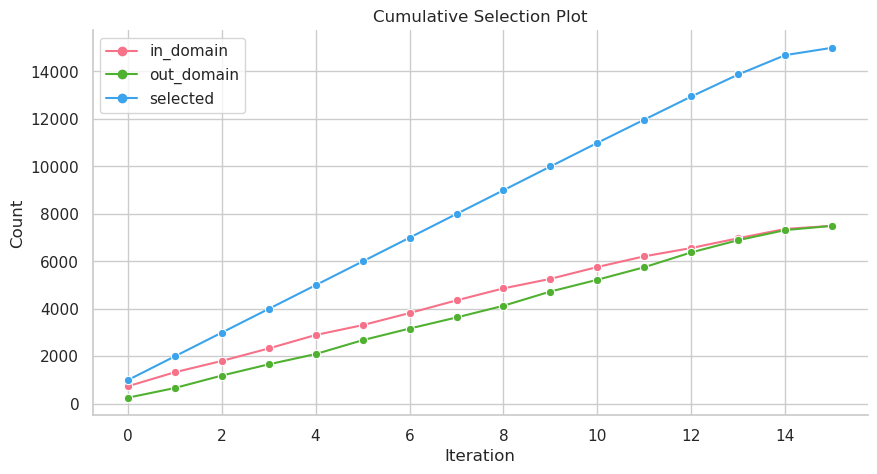 Cumulative Selection Plot
in_domain
out_domain
selected
14000
12000
10000
8000
6000
4000
2000
0
Count
0 2 4 6 8 10 12 14
Iteration